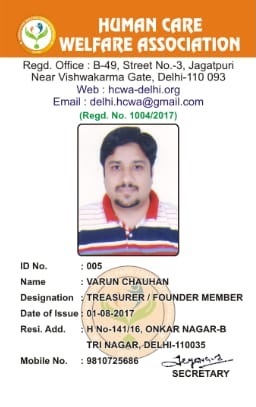 HUMAN CARE
WELFARE ASSOCIATION
Regd. Office : B-49, Street No.-3, Jagatpuri
Near Vishwakarma Gate, Delhi-110 093
Web : hcwa-delhi.org
Email : delhi.hcwa@gmail.com
(Regd. No. 1004/2017)
ID No. : 005
Name : VARUN CHAUHAN
Designation : TREASURER / FOUNDER MEMBER
Date of Issue : 01-08-2017
Resi. Add. : H No-141/16, ONKAR NAGAR-B
TRI NAGAR, DELHI-110035
Mobile No. : 9810725686
SECRETARY